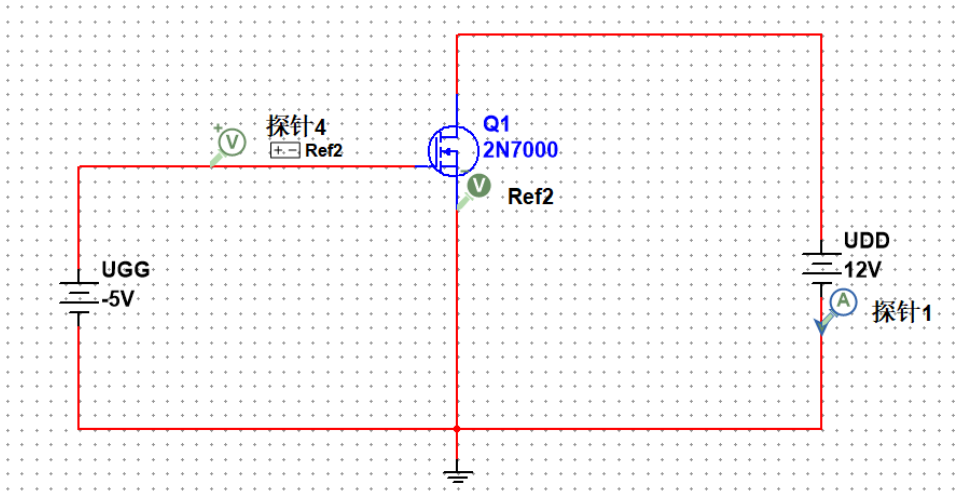 探针4
Ref2
Q1
2N7000
V
V
Ref2
UGG
-5V
UDD
12V
A
探针1